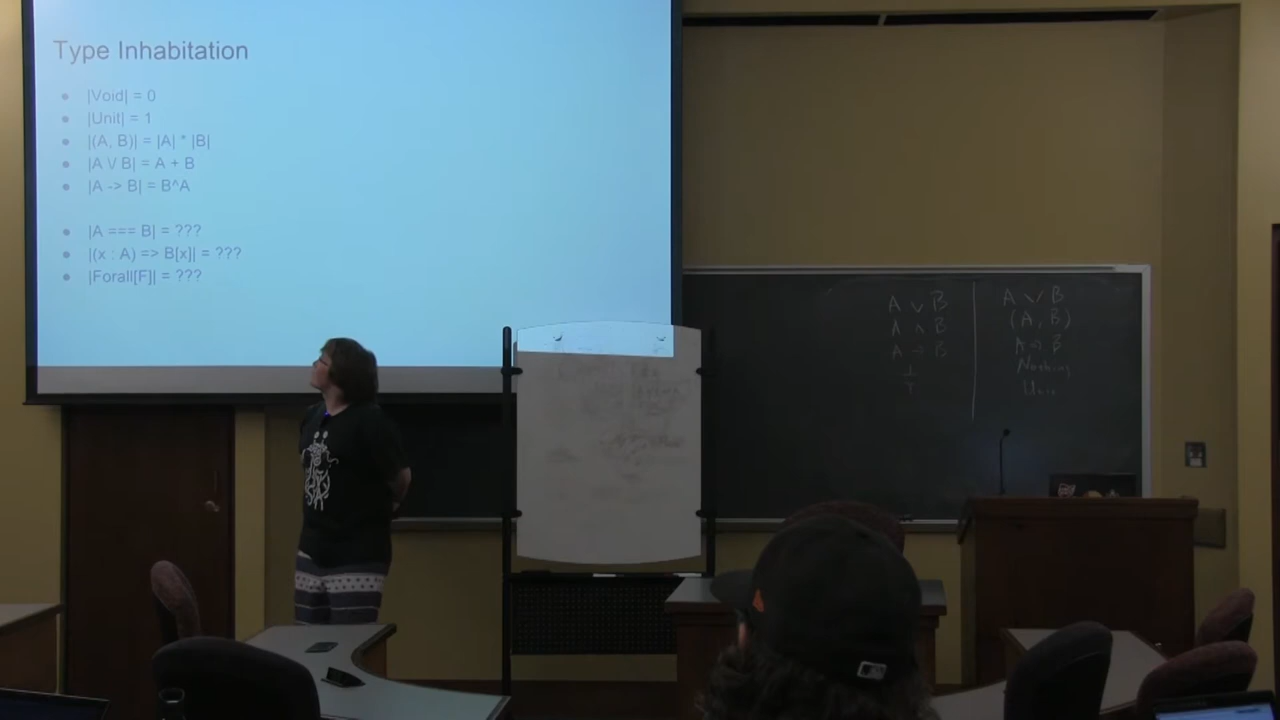 Type Inhabitation
● |Void| = 0
● |Unit| = 1
● |(A, B)| = |A| * |B|
● |A \/ B| = A + B
● |A -> B| = B^A
● |A === B| = ???
● |(x : A) => B[x]| = ???
● |Forall[F]| = ???
A ∨ B
A ∧ B
A → B
⊥
⊤
A \/ B
(A, B)
A => B
Nothing
Unit